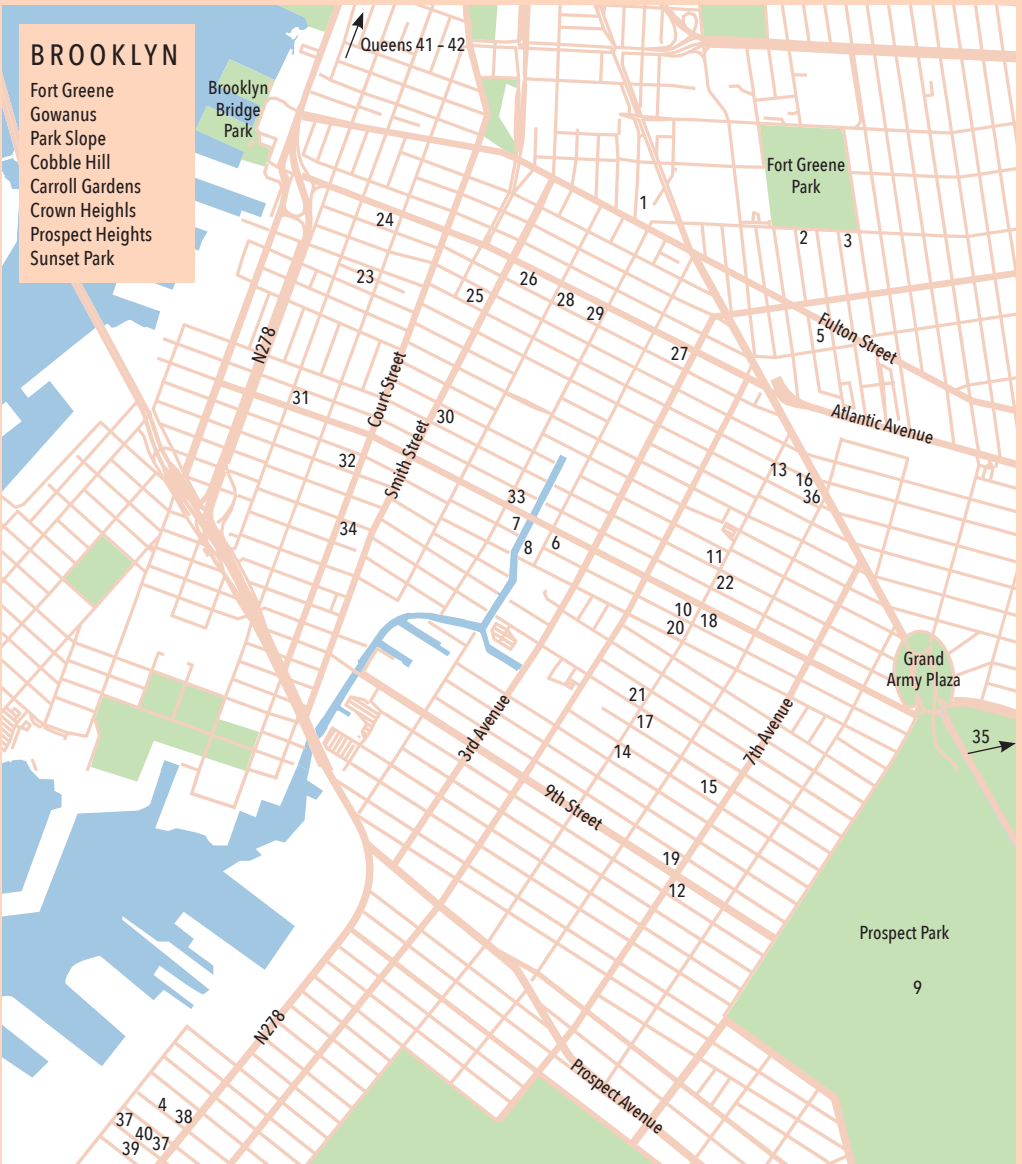 BROOKLYN
Fort Greene
Gowanus
Park Slope
Cobble Hill
Carroll Gardens
Crown Heighls
Prospect Heights
Sunset Park
Queens 41 – 42
Brooklyn
Bridge
Park
Fort Greene
Park
1
2
3
24
23
26
25
28
29
N278
27
5
Fulton Street
Court Street
31
30
Atlantic Avenue
Smith Street
32
13
16
36
33
7
34
8
6
11
22
10
18
20
Grand
Army Plaza
21
17
3rd Avenue
7th Avenue
35
14
15
9th Street
19
12
Prospect Park
9
N278
Prospect Avenue
4
37
38
40
37
39